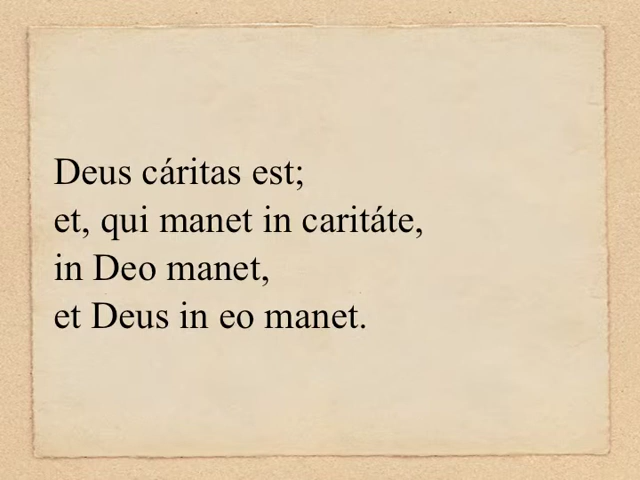 Deus cáritas est;
et, qui manet in caritáte,
in Deo manet,
et Deus in eo manet.